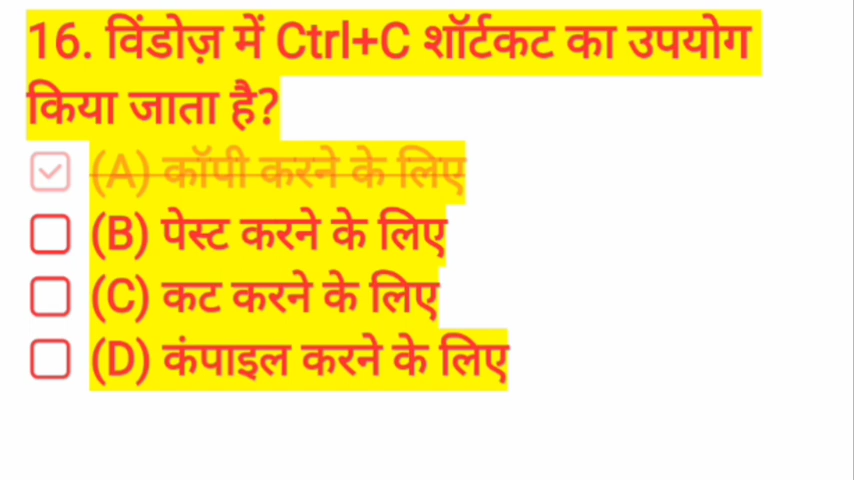 16. विंडोज़ में Ctrl+C शॉर्टकट का उपयोग
किया जाता है?
(A) कॉपी करने के लिए
(B) पेस्ट करने के लिए
(C) कट करने के लिए
(D) कंपाइल करने के लिए